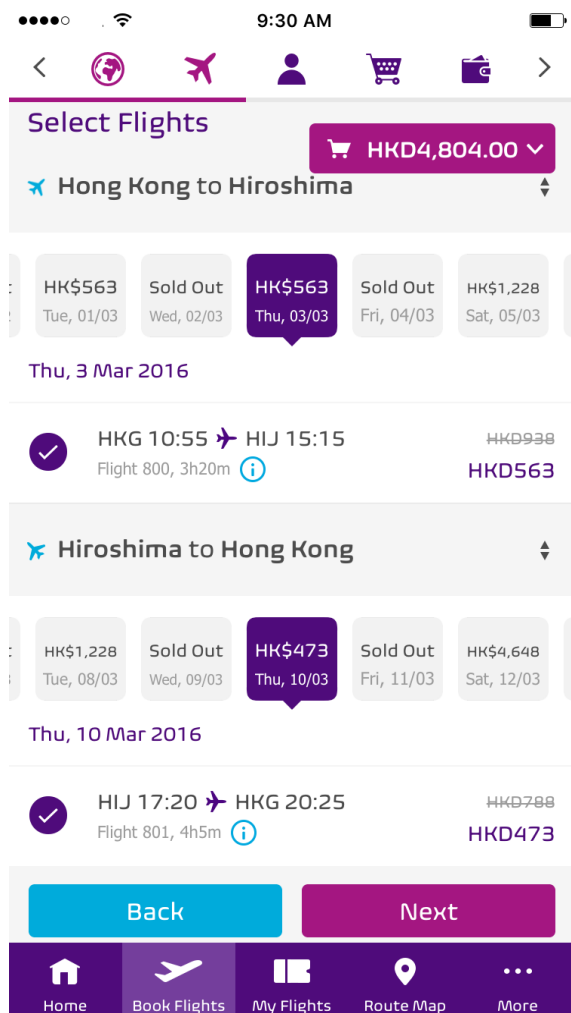 9:30 AM
Select Flights
HKD4,804.00
Hong Kong to Hiroshima
HK$563 Sold Out HK$563 Sold Out HK$1,228
Tue, 01/03 Wed, 02/03 Thu, 03/03 Fri, 04/03 Sat, 05/03
Thu, 3 Mar 2016
HKG 10:55 HIJ 15:15 HKD938
Flight 800, 3h20m HKD563
Hiroshima to Hong Kong
HK$1,228 Sold Out HK$473 Sold Out HK$4,648
Tue, 08/03 Wed, 09/03 Thu, 10/03 Fri, 11/03 Sat, 12/03
Thu, 10 Mar 2016
HIJ 17:20 HKG 20:25 HKD788
Flight 801, 4h5m HKD473
Back Next
Home Book Flights My Flights Route Map More